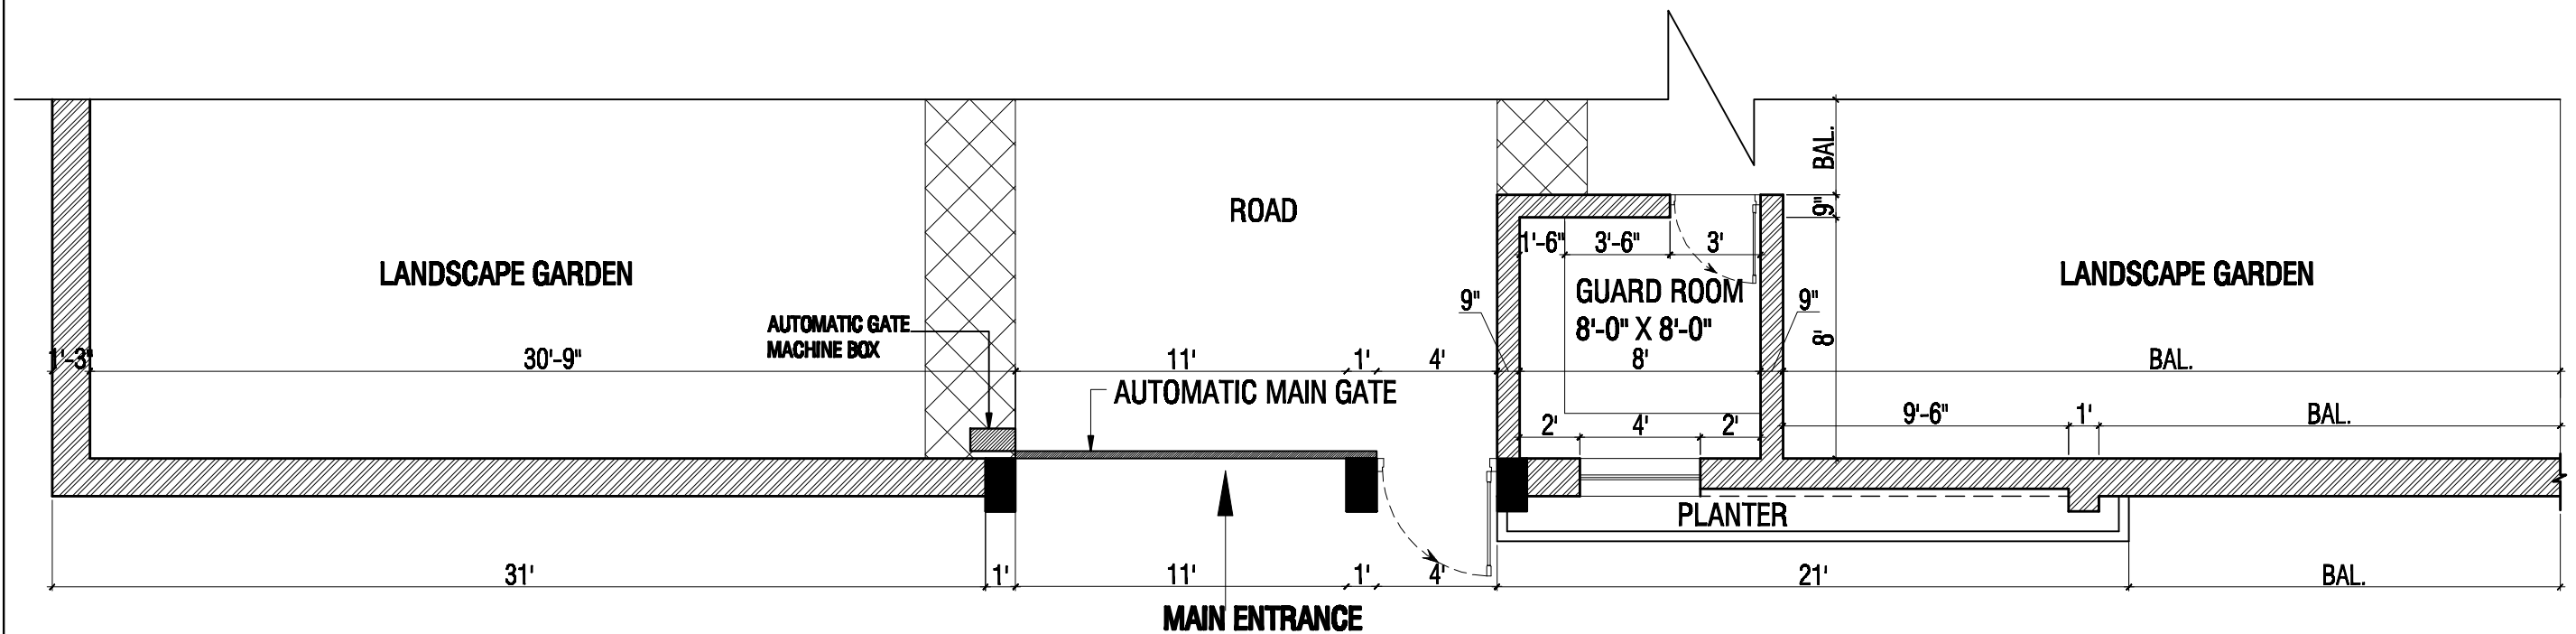 BAL.
ROAD
9"
1'-6" 3'-6" 3'
LANDSCAPE GARDEN
LANDSCAPE GARDEN
GUARD ROOM
8'-0" X 8'-0"
9"
9"
8'
AUTOMATIC GATE
MACHINE BOX
1'-3" 30'-9" 11' 1' 4' 8' BAL.
AUTOMATIC MAIN GATE
2' 4' 2' 9'-6" 1' BAL.
PLANTER
31' 1' 11' 1' 4' 21' BAL.
MAIN ENTRANCE